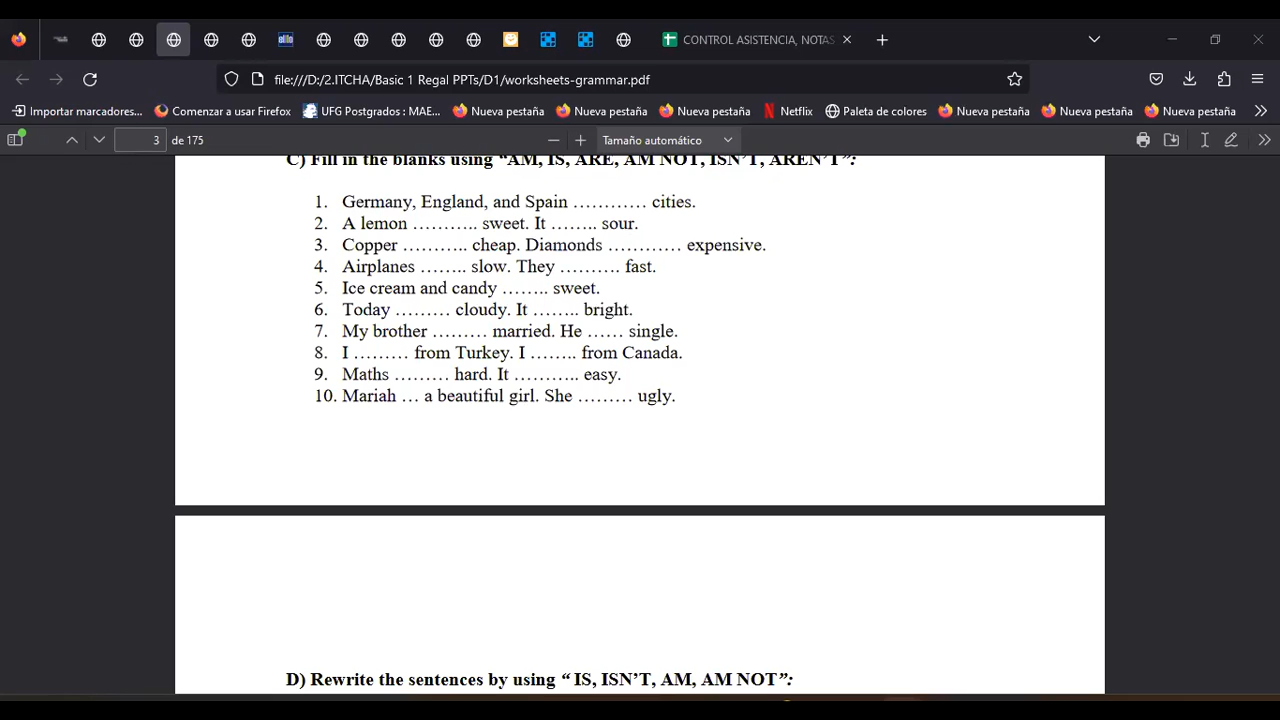 CONTROL ASISTENCIA, NOTAS
file:///D:/2.ITCHA/Basic 1 Regal PPTs/D1/worksheets-grammar.pdf
Importar marcadores... Comenzar a usar Firefox UFG Postgrados : MAE... Nueva pestaña Nueva pestaña Nueva pestaña Netflix Paleta de colores Nueva pestaña Nueva pestaña Nueva pestaña
3 de 175 Tamaño automático
C) Fill in the blanks using “AM, IS, ARE, AM NOT, ISN’T, AREN’T”:
1. Germany, England, and Spain ………… cities.
2. A lemon ……….. sweet. It …….. sour.
3. Copper ……….. cheap. Diamonds ………… expensive.
4. Airplanes …….. slow. They ………. fast.
5. Ice cream and candy …….. sweet.
6. Today ……… cloudy. It …….. bright.
7. My brother ……… married. He …… single.
8. I ……… from Turkey. I …….. from Canada.
9. Maths ……… hard. It ……….. easy.
10. Mariah … a beautiful girl. She ……… ugly.
D) Rewrite the sentences by using “ IS, ISN’T, AM, AM NOT”: